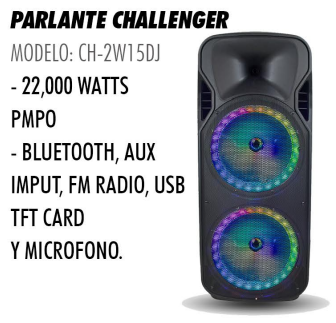 PARLANTE CHALLENGER
MODELO: CH-2W15DJ
- 22,000 WATTS
PMPO
- BLUETOOTH, AUX
IMPUT, FM RADIO, USB
TFT CARD
Y MICROFONO.